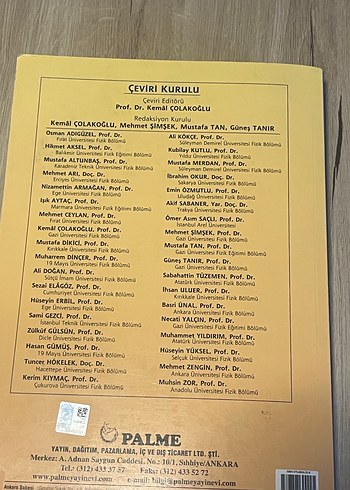 ÇEVİRİ KURULU
Çeviri Editörü
Prof. Dr. Kemâl ÇOLAKOĞLU
Redaksiyon Kurulu
Kemâl ÇOLAKOĞLU, Mehmet ŞİMŞEK, Mustafa TAN, Güneş TANIR
Osman ADIGÜZEL, Prof. Dr.
Fırat Üniversitesi Fizik Bölümü
Hikmet AKSEL, Prof. Dr.
Balıkesir Üniversitesi Fizik Eğitimi Bölümü
Mustafa ALTUNBAŞ, Prof. Dr.
Karadeniz Teknik Üniversitesi Fizik Bölümü
Mehmet ARI, Doç. Dr.
Erciyes Üniversitesi Fizik Bölümü
Nizamettin ARMAĞAN, Prof. Dr.
Ege Üniversitesi Fizik Bölümü
Işık AYTAÇ, Prof. Dr.
Marmara Üniversitesi Fizik Eğitimi Bölümü
Mehmet CEYLAN, Prof. Dr.
Fırat Üniversitesi Fizik Bölümü
Kemâl ÇOLAKOĞLU, Prof. Dr.
Gazi Üniversitesi Fizik Bölümü
Mustafa DİKİCİ, Prof. Dr.
Kırıkkale Üniversitesi Fizik Bölümü
Muharrem DİNÇER, Prof. Dr.
19 Mayıs Üniversitesi Fizik Bölümü
Ali DOĞAN, Prof. Dr.
Sütçü İmam Üniversitesi Fizik Bölümü
Sezai ELAGÖZ, Prof. Dr.
Cumhuriyet Üniversitesi Fizik Bölümü
Hüseyin ERBİL, Prof. Dr.
Ege Üniversitesi Fizik Bölümü
Sami GEZCİ, Prof. Dr.
İstanbul Teknik Üniversitesi Fizik Bölümü
Zülküf GÜLSÜN, Prof. Dr.
Dicle Üniversitesi Fizik Bölümü
Hasan GÜMÜŞ, Prof. Dr.
19 Mayıs Üniversitesi Fizik Bölümü
Tuncer HÖKELEK, Doç. Dr.
Hacettepe Üniversitesi Fizik Bölümü
Kerim KIYMAÇ, Prof. Dr.
Çukurova Üniversitesi Fizik Bölümü
Ali KÖKÇE, Prof. Dr.
Süleyman Demirel Üniversitesi Fizik Bölümü
Kubilay KUTLU, Prof. Dr.
Yıldız Üniversitesi Fizik Bölümü
Mustafa MERDAN, Prof. Dr.
Süleyman Demirel Üniversitesi Fizik Bölümü
İbrahim OKUR, Doç. Dr.
Sakarya Üniversitesi Fizik Bölümü
Emin ÖZMUTLU, Prof. Dr.
Uludağ Üniversitesi Fizik Bölümü
Akif SABANER, Yar. Doç. Dr.
Trakya Üniversitesi Fizik Bölümü
Ömer Asım SAÇLI, Prof. Dr.
İstanbul Arel Üniversitesi
Mehmet ŞİMŞEK, Prof. Dr.
Gazi Üniversitesi Fizik Bölümü
Mustafa TAN, Prof. Dr.
Gazi Üniversitesi Fizik Eğitimi Bölümü
Güneş TANIR, Prof. Dr.
Gazi Üniversitesi Fizik Bölümü
Sabahattin TÜZEMEN, Prof. Dr.
Atatürk Üniversitesi Fizik Bölümü
İhsan ULUER, Prof. Dr.
Kırıkkale Üniversitesi Fizik Bölümü
Basri ÜNAL, Prof. Dr.
Ankara Üniversitesi Fizik Bölümü
Necati YALÇIN, Prof. Dr.
Gazi Üniversitesi Fizik Eğitimi Bölümü
Muhammet YILDIRIM, Prof. Dr.
Atatürk Üniversitesi Fizik Bölümü
Hüseyin YÜKSEL, Prof. Dr.
Selçuk Üniversitesi Fizik Bölümü
Mehmet ZENGİN, Prof. Dr.
Ankara Üniversitesi Fizik Bölümü
Muhsin ZOR, Prof. Dr.
Anadolu Üniversitesi Fizik Bölümü
PALME
YAYIN, DAĞITIM, PAZARLAMA, İÇ VE DIŞ TİCARET LTD. ŞTİ.
Merkez: A. Adnan Saygun Caddesi, No.: 10/1, Sıhhiye/ANKARA
Tel.: (312) 433 37 57 Faks: (312) 433 52 72
www.palmeyayinevi.com e-mail: bilgi@palmeyayinevi.com